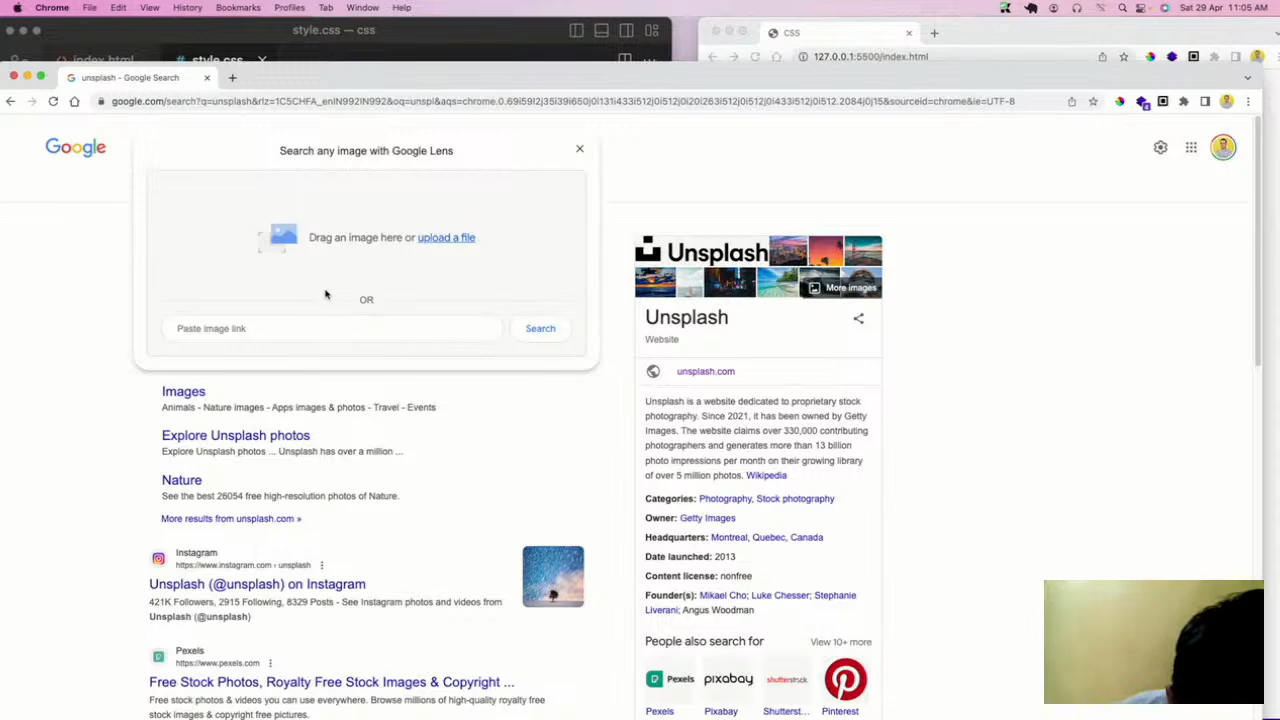 Chrome File Edit View History Bookmarks Profiles Tab Window Help Sat 29 Apr 11:05 AM
style.css — css
CSS
index.html # style.css
127.0.0.1:5500/index.html
unsplash - Google Search
google.com/search?q=unsplash&rlz=1C5CHFA_enIN992IN992&oq=unspl&aqs=chrome.0.69i59l2j35i39i650j0i131i433i512j0i512j0i20i263i512j0i512j0i433i512j0i512.2084j0j15&sourceid=chrome&ie=UTF-8
Google
Search any image with Google Lens
Drag an image here or upload a file
OR
Paste image link
Search
Images
Animals - Nature images - Apps images & photos - Travel - Events
Explore Unsplash photos
Explore Unsplash photos ... Unsplash has over a million ...
Nature
See the best 26054 free high-resolution photos of Nature.
More results from unsplash.com »
Instagram
https://www.instagram.com › unsplash
Unsplash (@unsplash) on Instagram
421K Followers, 2915 Following, 8329 Posts - See Instagram photos and videos from
Unsplash (@unsplash)
Pexels
https://www.pexels.com
Free Stock Photos, Royalty Free Stock Images & Copyright ...
Free stock photos & videos you can use everywhere. Browse millions of high-quality royalty free
stock images & copyright free pictures.
Unsplash
More images
Unsplash
Website
unsplash.com
Unsplash is a website dedicated to proprietary stock
photography. Since 2021, it has been owned by Getty
Images. The website claims over 330,000 contributing
photographers and generates more than 13 billion
photo impressions per month on their growing library
of over 5 million photos. Wikipedia
Categories: Photography, Stock photography
Owner: Getty Images
Headquarters: Montreal, Quebec, Canada
Date launched: 2013
Content license: nonfree
Founder(s): Mikael Cho; Luke Chesser; Stephanie
Liverani; Angus Woodman
People also search for
View 10+ more
Pexels
pixabay
shutterstock
Pexels
Pixabay
Shutterst...
Pinterest